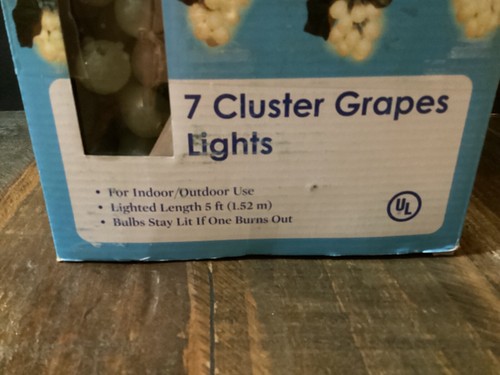 7 Cluster Grapes
Lights
• For Indoor/Outdoor Use
• Lighted Length 5 ft (1.52 m)
• Bulbs Stay Lit If One Burns Out
UL